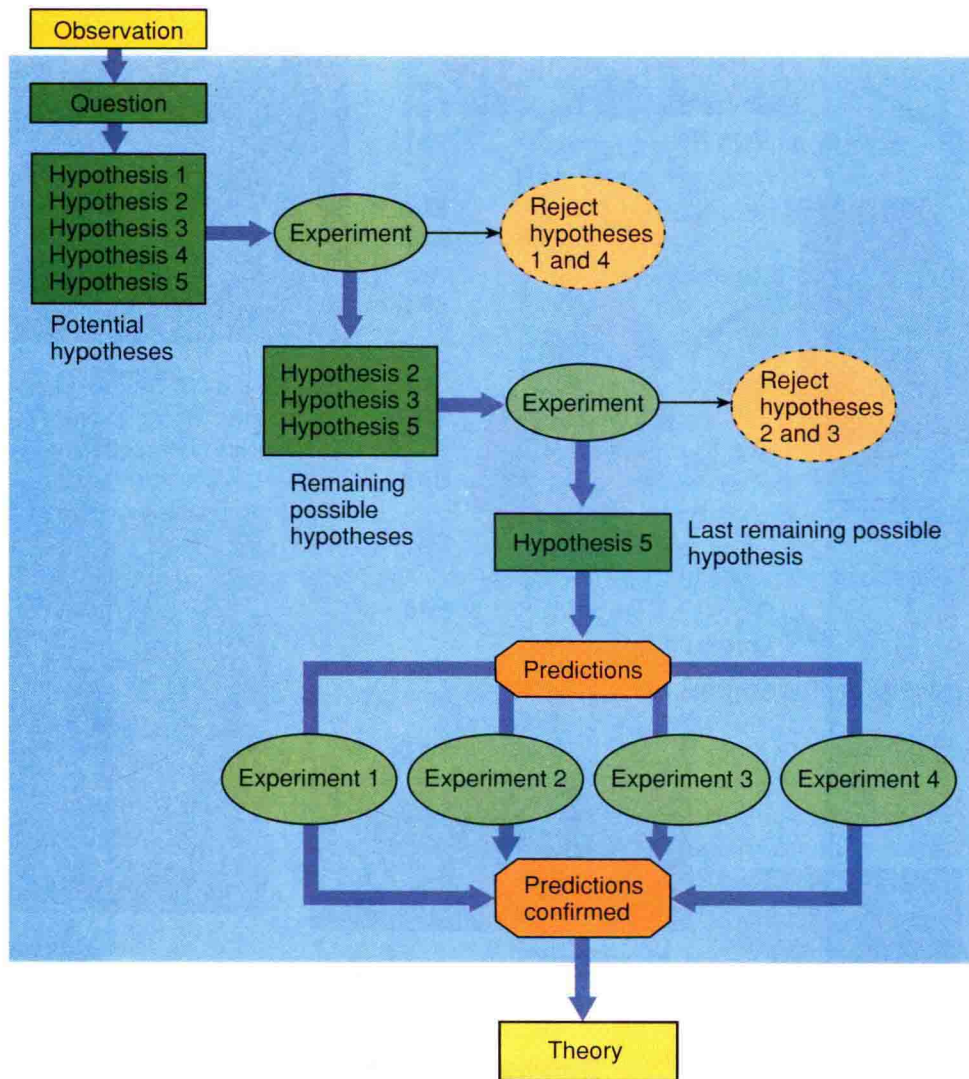 Observation
Question
Hypothesis 1
Hypothesis 2
Hypothesis 3
Hypothesis 4
Hypothesis 5
Potential
hypotheses
Experiment
Reject
hypotheses
1 and 4
Hypothesis 2
Hypothesis 3
Hypothesis 5
Remaining
possible
hypotheses
Experiment
Reject
hypotheses
2 and 3
Hypothesis 5
Last remaining possible
hypothesis
Predictions
Experiment 1
Experiment 2
Experiment 3
Experiment 4
Predictions
confirmed
Theory